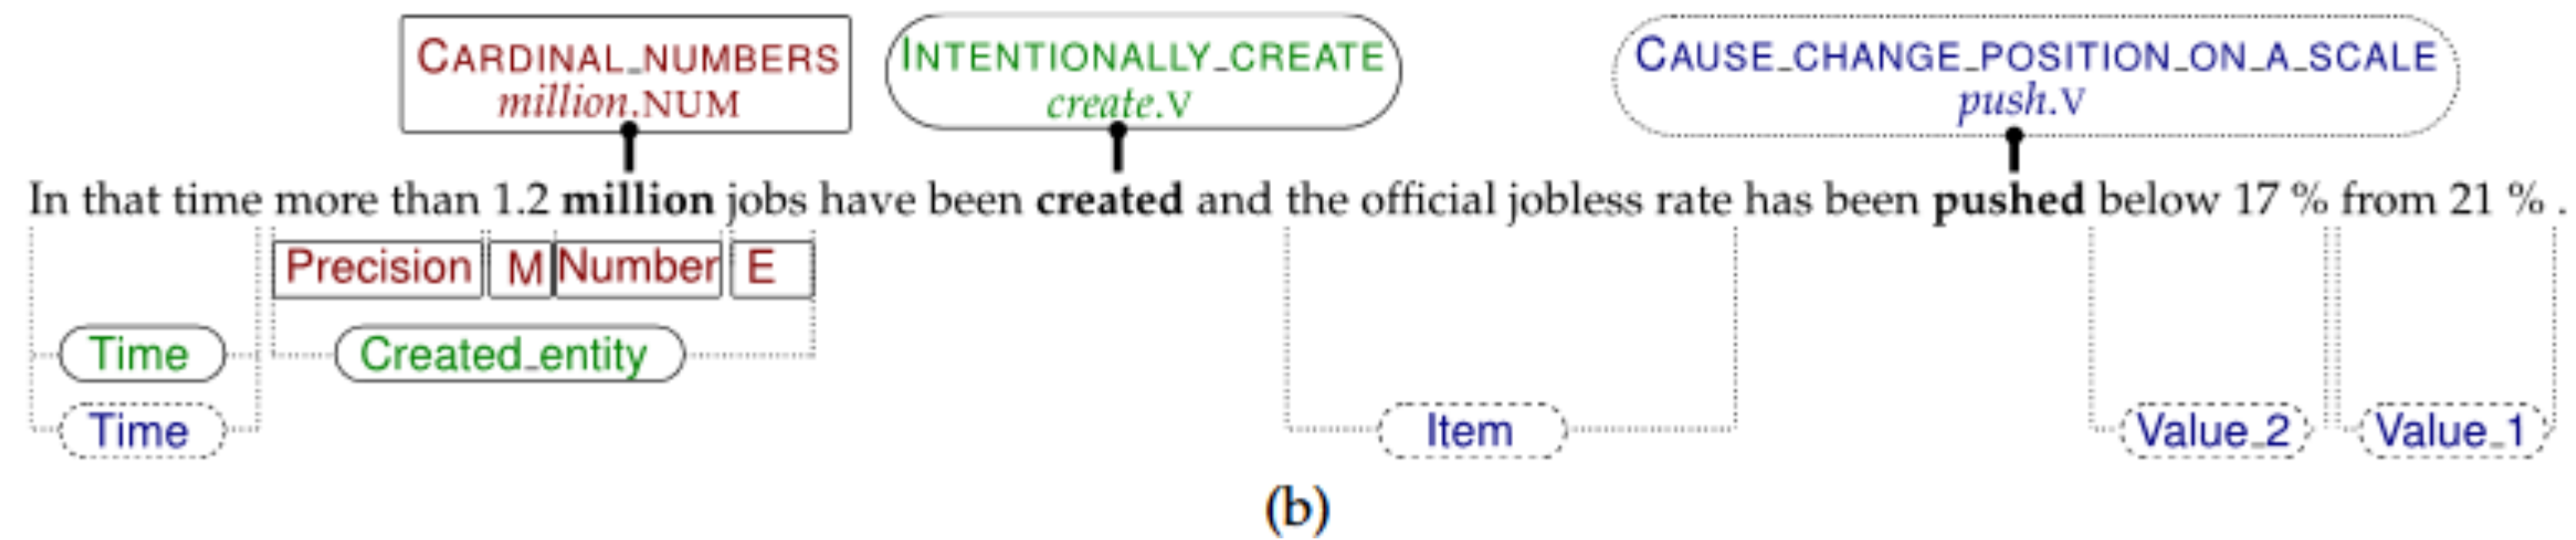 CARDINAL_NUMBERS INTENTIONALLY_CREATE CAUSE_CHANGE_POSITION_ON_A_SCALE
million.NUM create.V push.V
In that time more than 1.2 million jobs have been created and the official jobless rate has been pushed below 17 % from 21 % .
Precision M Number E
Time Created_entity
Time Item Value_2 Value_1
(b)